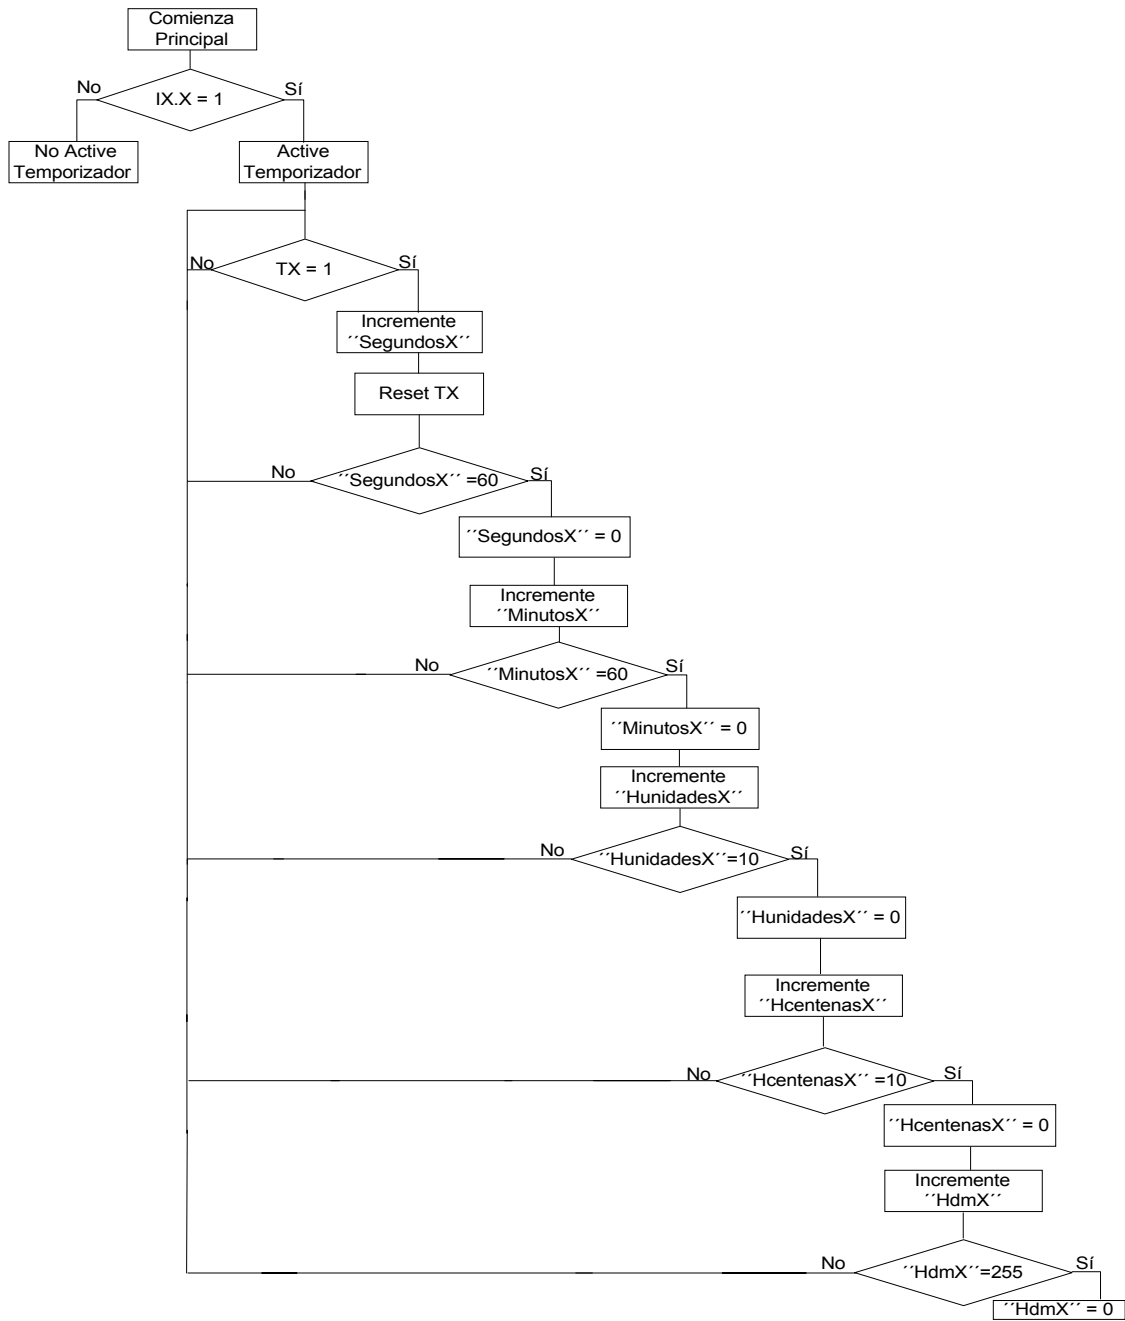 Comienza
Principal
No
IX.X = 1
Sí
No Active
Temporizador
Active
Temporizador
No
TX = 1
Sí
Incremente
´´SegundosX´´
Reset TX
No
´´SegundosX´´ =60
Sí
´´SegundosX´´ = 0
Incremente
´´MinutosX´´
No
´´MinutosX´´ =60
Sí
´´MinutosX´´ = 0
Incremente
´´HunidadesX´´
No
´´HunidadesX´´=10
Sí
´´HunidadesX´´ = 0
Incremente
´´HcentenasX´´
No
´´HcentenasX´´ =10
Sí
´´HcentenasX´´ = 0
Incremente
´´HdmX´´
No
´´HdmX´´=255
Sí
´´HdmX´´ = 0